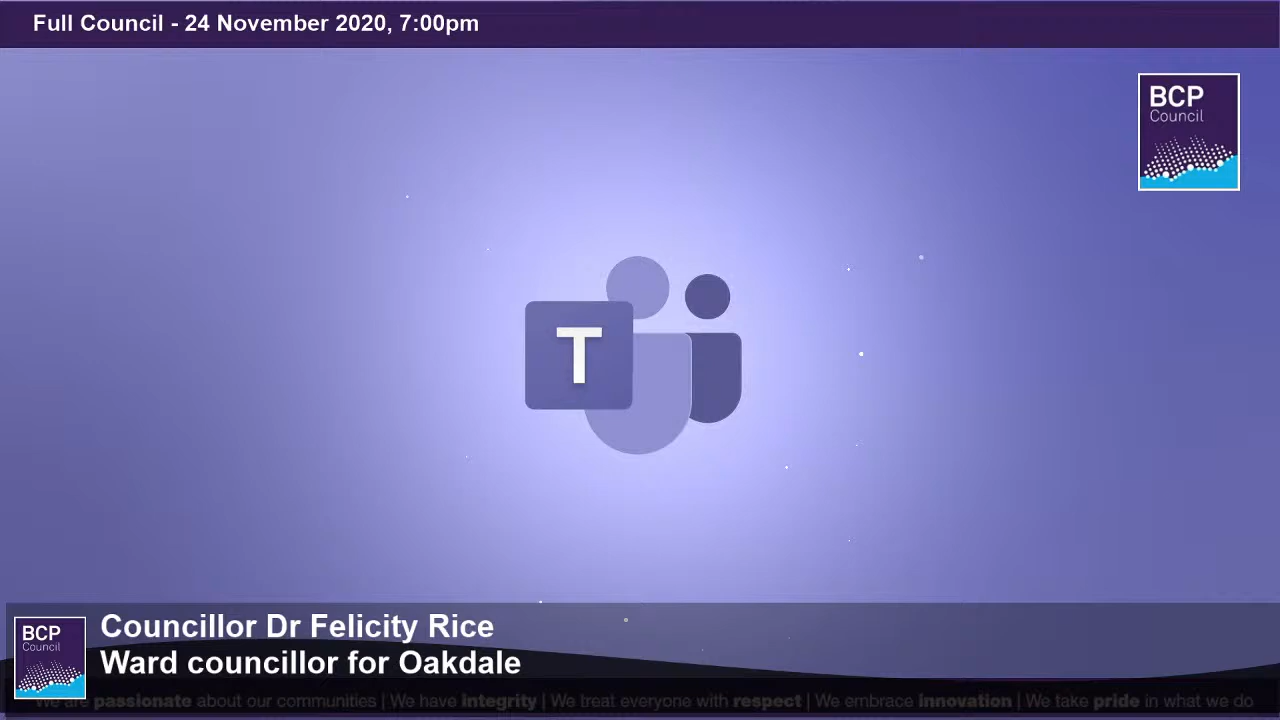 Full Council - 24 November 2020, 7:00pm
BCP
Council
T
Councillor Dr Felicity Rice
Ward councillor for Oakdale
BCP
Council
We are passionate about our communities | We have integrity | We treat everyone with respect | We embrace innovation | We take pride in what we do